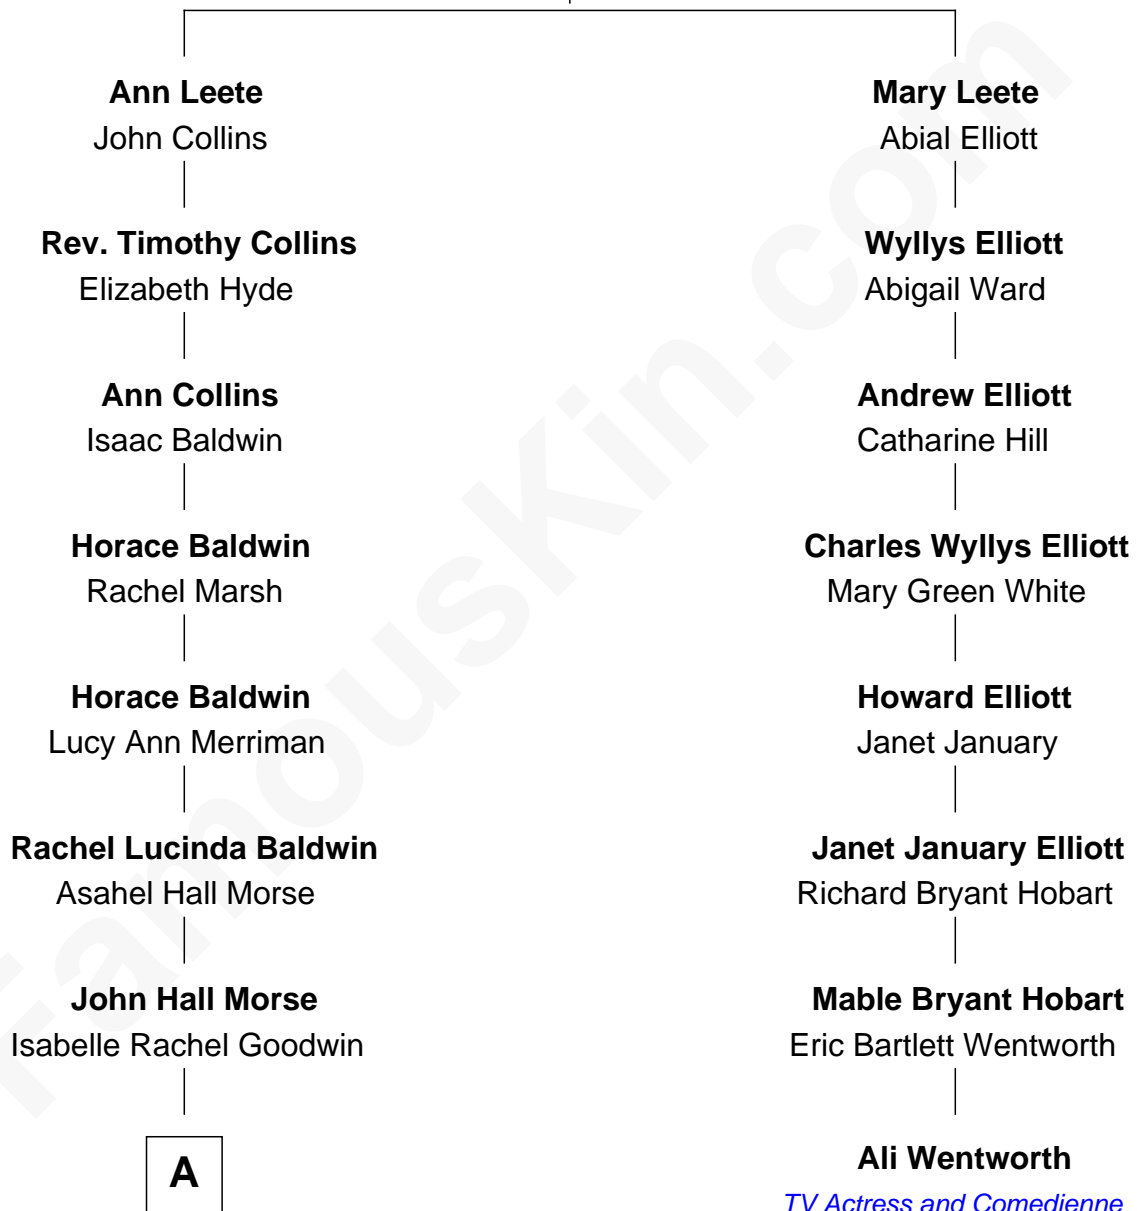 Ann Leete
John Collins
Rev. Timothy Collins
Elizabeth Hyde
Ann Collins
Isaac Baldwin
Horace Baldwin
Rachel Marsh
Horace Baldwin
Lucy Ann Merriman
Rachel Lucinda Baldwin
Asahel Hall Morse
John Hall Morse
Isabelle Rachel Goodwin
A
Mary Leete
Abial Elliott
Wyllys Elliott
Abigail Ward
Andrew Elliott
Catharine Hill
Charles Wyllys Elliott
Mary Green White
Howard Elliott
Janet January
Janet January Elliott
Richard Bryant Hobart
Mable Bryant Hobart
Eric Bartlett Wentworth
Ali Wentworth
TV Actress and Comedienne
FamousKin.com